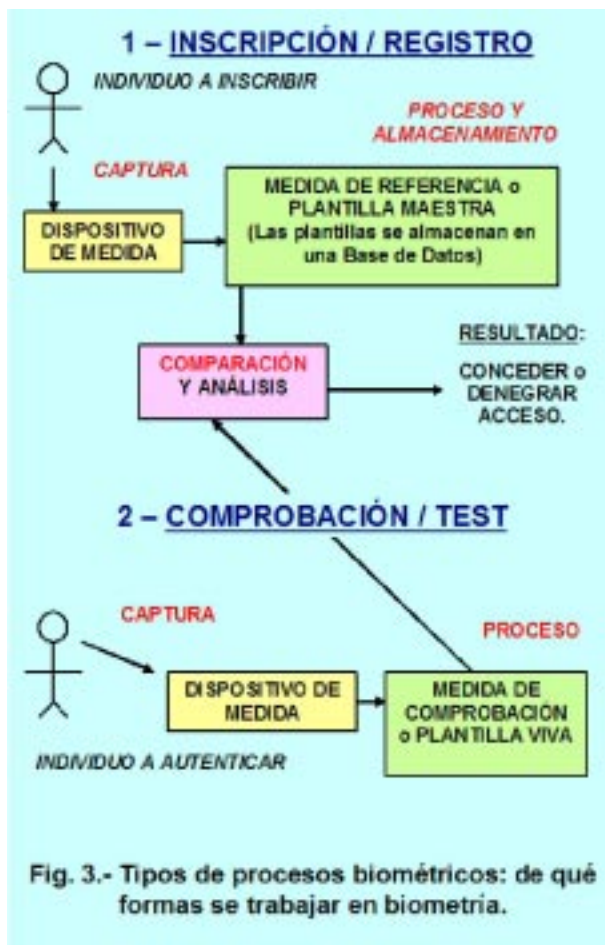 1 – INSCRIPCIÓN / REGISTRO
INDIVIDUO A INSCRIBIR
PROCESO Y
ALMACENAMIENTO
CAPTURA
MEDIDA DE REFERENCIA o
PLANTILLA MAESTRA
(Las plantillas se almacenan en
una Base de Datos)
DISPOSITIVO
DE MEDIDA
COMPARACIÓN
Y ANÁLISIS
RESULTADO:
CONCEDER o
DENEGRAR
ACCESO.
2 – COMPROBACIÓN / TEST
CAPTURA
PROCESO
DISPOSITIVO DE
MEDIDA
MEDIDA DE
COMPROBACIÓN
o PLANTILLA VIVA
INDIVIDUO A AUTENTICAR
Fig. 3.- Tipos de procesos biométricos: de qué
formas se trabajar en biometría.